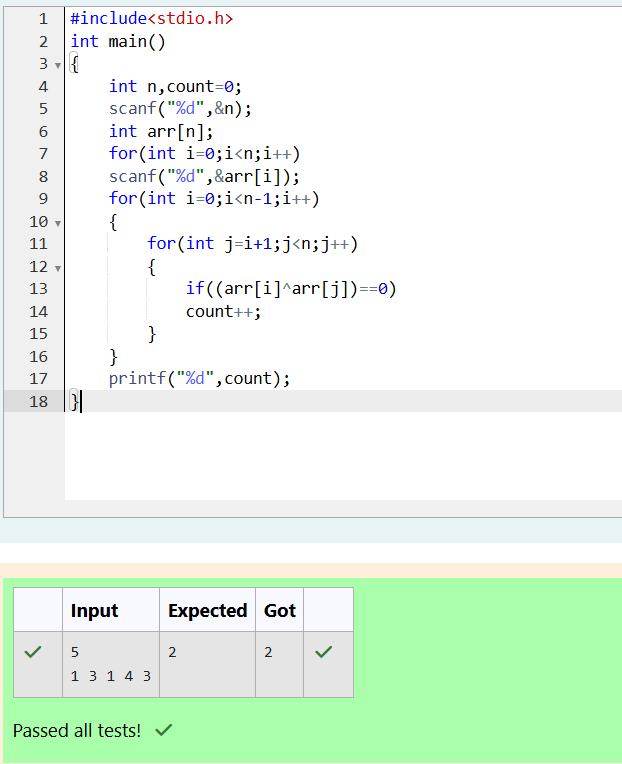 1 #include<stdio.h>
2 int main()
3 {
4 int n,count=0;
5 scanf("%d",&n);
6 int arr[n];
7 for(int i=0;i<n;i++)
8 scanf("%d",&arr[i]);
9 for(int i=0;i<n-1;i++)
10 {
11 for(int j=i+1;j<n;j++)
12 {
13 if((arr[i]^arr[j])==0)
14 count++;
15 }
16 }
17 printf("%d",count);
18 }
Input Expected Got
5 2 2
1 3 1 4 3
Passed all tests!